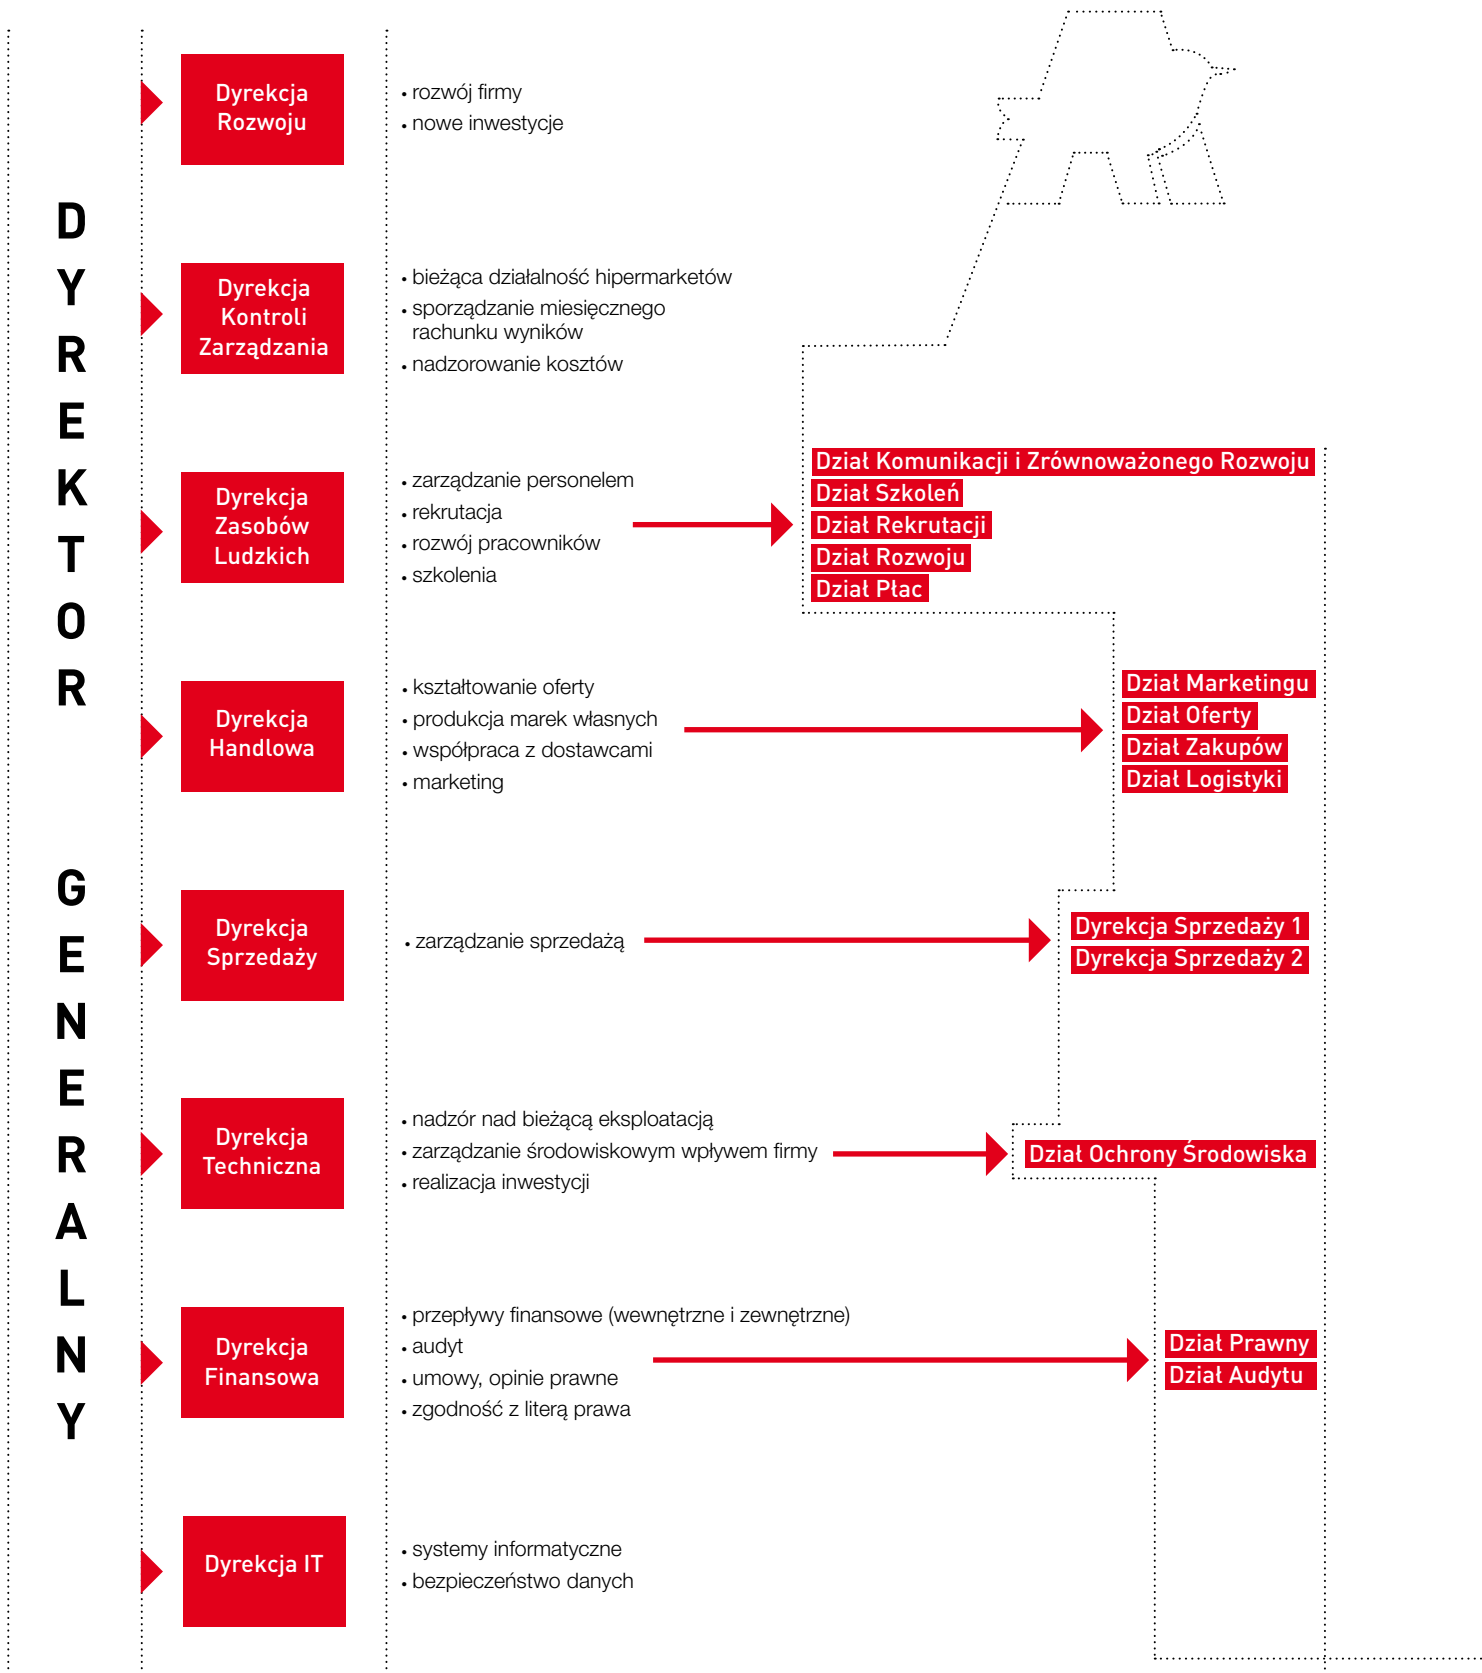 DYREKTOR GENERALNY
Dyrekcja
Rozwoju
• rozwój firmy
• nowe inwestycje
Dyrekcja
Kontroli
Zarządzania
• bieżąca działalność hipermarketów
• sporządzanie miesięcznego
rachunku wyników
• nadzorowanie kosztów
Dyrekcja
Zasobów
Ludzkich
• zarządzanie personelem
• rekrutacja
• rozwój pracowników
• szkolenia
Dział Komunikacji i Zrównoważonego Rozwoju
Dział Szkoleń
Dział Rekrutacji
Dział Rozwoju
Dział Płac
Dyrekcja
Handlowa
• kształtowanie oferty
• produkcja marek własnych
• współpraca z dostawcami
• marketing
Dział Marketingu
Dział Oferty
Dział Zakupów
Dział Logistyki
Dyrekcja
Sprzedaży
• zarządzanie sprzedażą
Dyrekcja Sprzedaży 1
Dyrekcja Sprzedaży 2
Dyrekcja
Techniczna
• nadzór nad bieżącą eksploatacją
• zarządzanie środowiskowym wpływem firmy
• realizacja inwestycji
Dział Ochrony Środowiska
Dyrekcja
Finansowa
• przepływy finansowe (wewnętrzne i zewnętrzne)
• audyt
• umowy, opinie prawne
• zgodność z literą prawa
Dział Prawny
Dział Audytu
Dyrekcja IT
• systemy informatyczne
• bezpieczeństwo danych